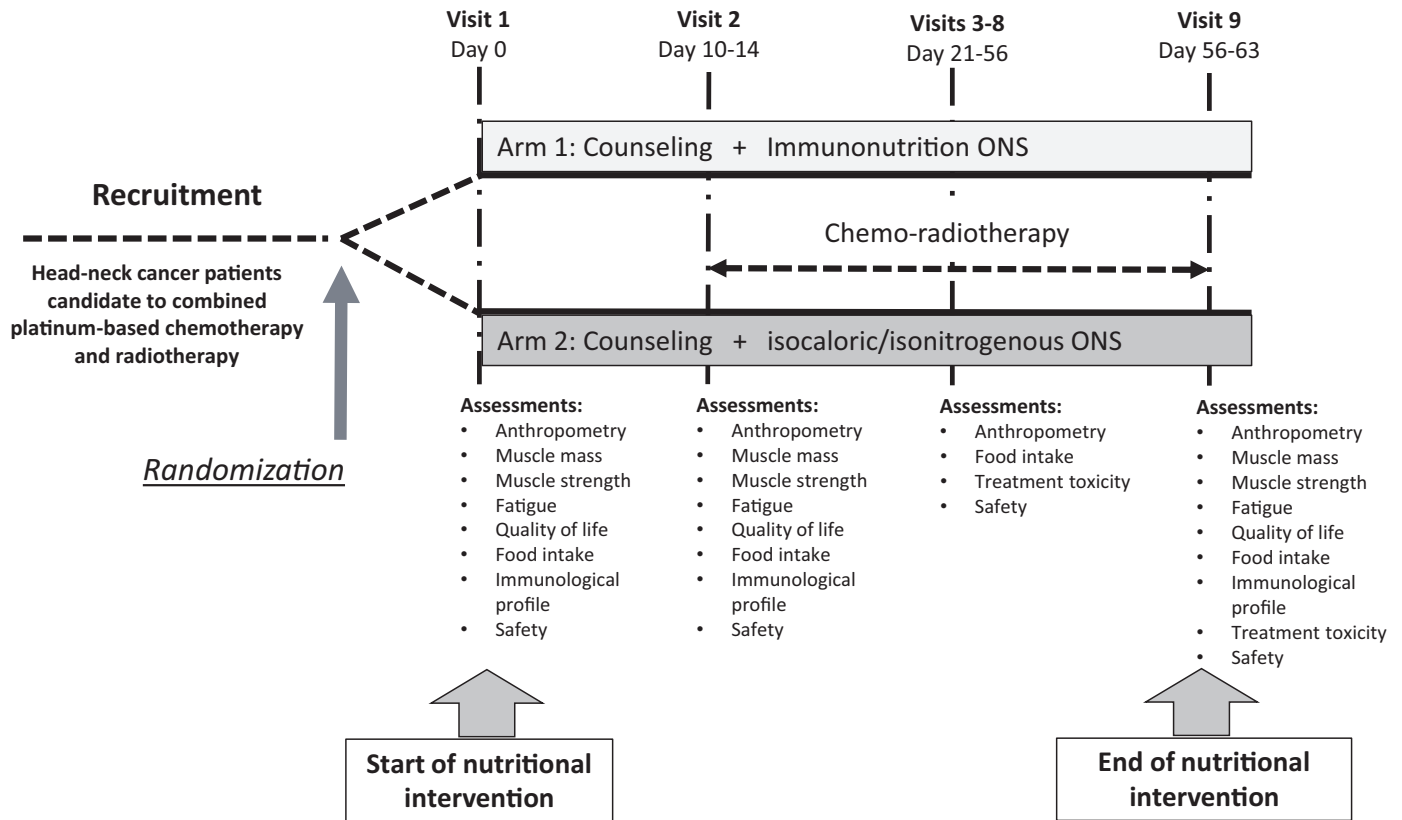 Visit 1
Day 0
Visit 2
Day 10-14
Visits 3-8
Day 21-56
Visit 9
Day 56-63
Arm 1: Counseling + Immunonutrition ONS
Recruitment
Chemo-radiotherapy
Head-neck cancer patients
candidate to combined
platinum-based chemotherapy
and radiotherapy
Arm 2: Counseling + isocaloric/isonitrogenous ONS
Randomization
Assessments:
• Anthropometry
• Muscle mass
• Muscle strength
• Fatigue
• Quality of life
• Food intake
• Immunological
profile
• Safety
Assessments:
• Anthropometry
• Muscle mass
• Muscle strength
• Fatigue
• Quality of life
• Food intake
• Immunological
profile
• Safety
Assessments:
• Anthropometry
• Food intake
• Treatment toxicity
• Safety
Assessments:
• Anthropometry
• Muscle mass
• Muscle strength
• Fatigue
• Quality of life
• Food intake
• Immunological
profile
• Treatment toxicity
• Safety
Start of nutritional
intervention
End of nutritional
intervention